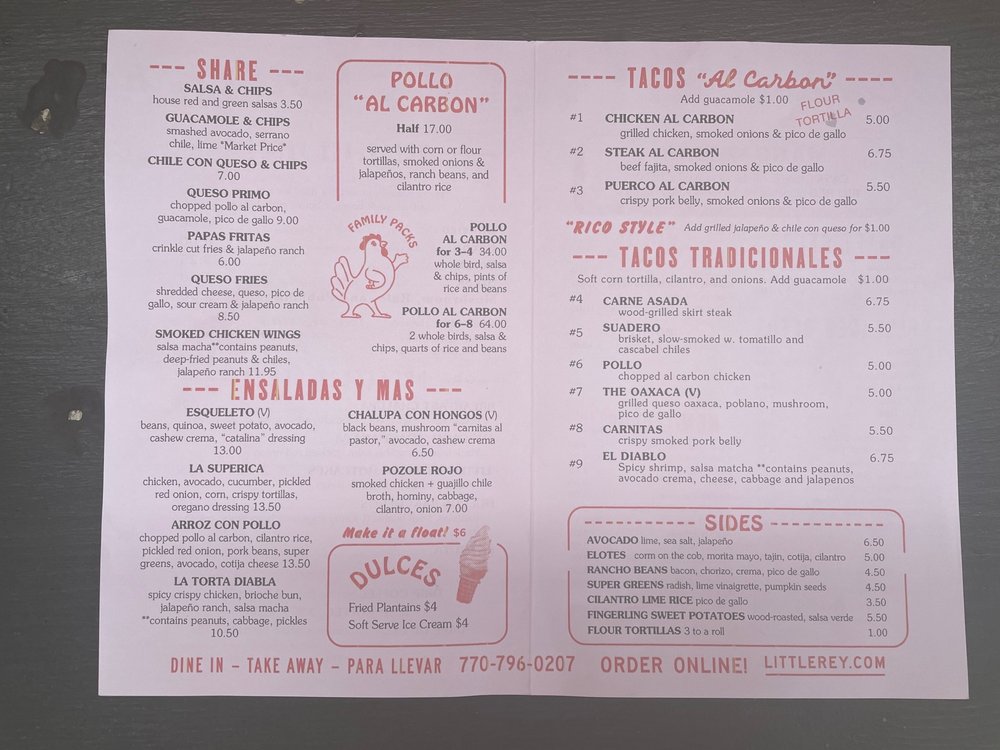 SHARE
SALSA & CHIPS
house red and green salsas 3.50
GUACAMOLE & CHIPS
smashed avocado, serrano
chile, lime *Market Price*
CHILE CON QUESO & CHIPS
7.00
QUESO PRIMO
chopped pollo al carbon,
guacamole, pico de gallo 9.00
PAPAS FRITAS
crinkle cut fries & jalapeño ranch
6.00
QUESO FRIES
shredded cheese, queso, pico de
gallo, sour cream & jalapeño ranch
8.50
SMOKED CHICKEN WINGS
salsa macha**contains peanuts,
deep-fried peanuts & chiles,
jalapeño ranch 11.95
POLLO
"AL CARBON"
Half 17.00
served with corn or flour
tortillas, smoked onions &
jalapeños, ranch beans, and
cilantro rice
FAMILY PACKS
POLLO
AL CARBON
for 3-4 34.00
whole bird, salsa
& chips, pints of
rice and beans
POLLO AL CARBON
for 6-8 64.00
2 whole birds, salsa &
chips, quarts of rice and beans
ENSALADAS Y MAS
ESQUELETO (V)
beans, quinoa, sweet potato, avocado,
cashew crema, "catalina" dressing
13.00
LA SUPERICA
chicken, avocado, cucumber, pickled
red onion, corn, crispy tortillas,
oregano dressing 13.50
ARROZ CON POLLO
chopped pollo al carbon, cilantro rice,
pickled red onion, pork beans, super
greens, avocado, cotija cheese 13.50
LA TORTA DIABLA
spicy crispy chicken, brioche bun,
jalapeño ranch, salsa macha
**contains peanuts, cabbage, pickles
10.50
CHALUPA CON HONGOS (V)
black beans, mushroom "carnitas al
pastor," avocado, cashew crema
6.50
POZOLE ROJO
smoked chicken + guajillo chile
broth, hominy, cabbage,
cilantro, onion 7.00
Make it a float! $6
DULCES
Fried Plantains $4
Soft Serve Ice Cream $4
TACOS "Al Carbon"
Add guacamole $1.00
FLOUR
TORTILLA
#1 CHICKEN AL CARBON 5.00
grilled chicken, smoked onions & pico de gallo
#2 STEAK AL CARBON 6.75
beef fajita, smoked onions & pico de gallo
#3 PUERCO AL CARBON 5.50
crispy pork belly, smoked onions & pico de gallo
"RICO STYLE" Add grilled jalapeño & chile con queso for $1.00
TACOS TRADICIONALES
Soft corn tortilla, cilantro, and onions. Add guacamole $1.00
#4 CARNE ASADA 6.75
wood-grilled skirt steak
#5 SUADERO 5.50
brisket, slow-smoked w. tomatillo and
cascabel chiles
#6 POLLO 5.00
chopped al carbon chicken
#7 THE OAXACA (V) 5.00
grilled queso oaxaca, poblano, mushroom,
pico de gallo
#8 CARNITAS 5.50
crispy smoked pork belly
#9 EL DIABLO 6.75
Spicy shrimp, salsa matcha **contains peanuts,
avocado crema, cheese, cabbage and jalapenos
SIDES
AVOCADO lime, sea salt, jalapeño 6.50
ELOTES corn on the cob, morita mayo, tajin, cotija, cilantro 5.00
RANCHO BEANS bacon, chorizo, crema, pico de gallo 4.50
SUPER GREENS radish, lime vinaigrette, pumpkin seeds 4.50
CILANTRO LIME RICE pico de gallo 3.50
FINGERLING SWEET POTATOES wood-roasted, salsa verde 5.50
FLOUR TORTILLAS 3 to a roll 1.00
DINE IN – TAKE AWAY – PARA LLEVAR 770-796-0207 ORDER ONLINE! LITTLEREY.COM